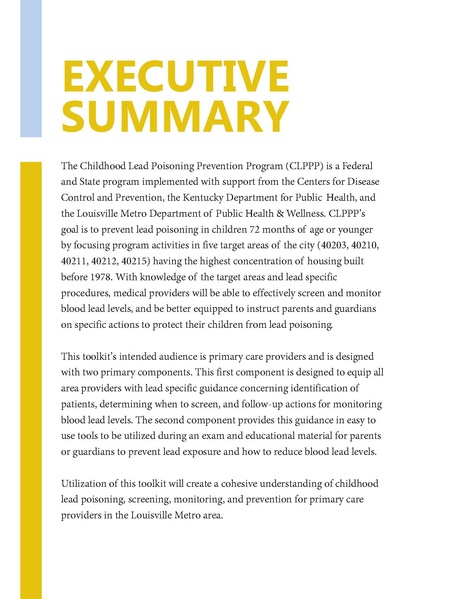 EXECUTIVE
SUMMARY
The Childhood Lead Poisoning Prevention Program (CLPPP) is a Federal
and State program implemented with support from the Centers for Disease
Control and Prevention, the Kentucky Department for Public Health, and
the Louisville Metro Department of Public Health & Wellness. CLPPP's
goal is to prevent lead poisoning in children 72 months of age or younger
by focusing program activities in five target areas of the city (40203, 40210,
40211, 40212, 40215) having the highest concentration of housing built
before 1978. With knowledge of the target areas and lead specific
procedures, medical providers will be able to effectively screen and monitor
blood lead levels, and be better equipped to instruct parents and guardians
on specific actions to protect their children from lead poisoning.
This toolkit's intended audience is primary care providers and is designed
with two primary components. This first component is designed to equip all
area providers with lead specific guidance concerning identification of
patients, determining when to screen, and follow-up actions for monitoring
blood lead levels. The second component provides this guidance in easy to
use tools to be utilized during an exam and educational material for parents
or guardians to prevent lead exposure and how to reduce blood lead levels.
Utilization of this toolkit will create a cohesive understanding of childhood
lead poisoning, screening, monitoring, and prevention for primary care
providers in the Louisville Metro area.